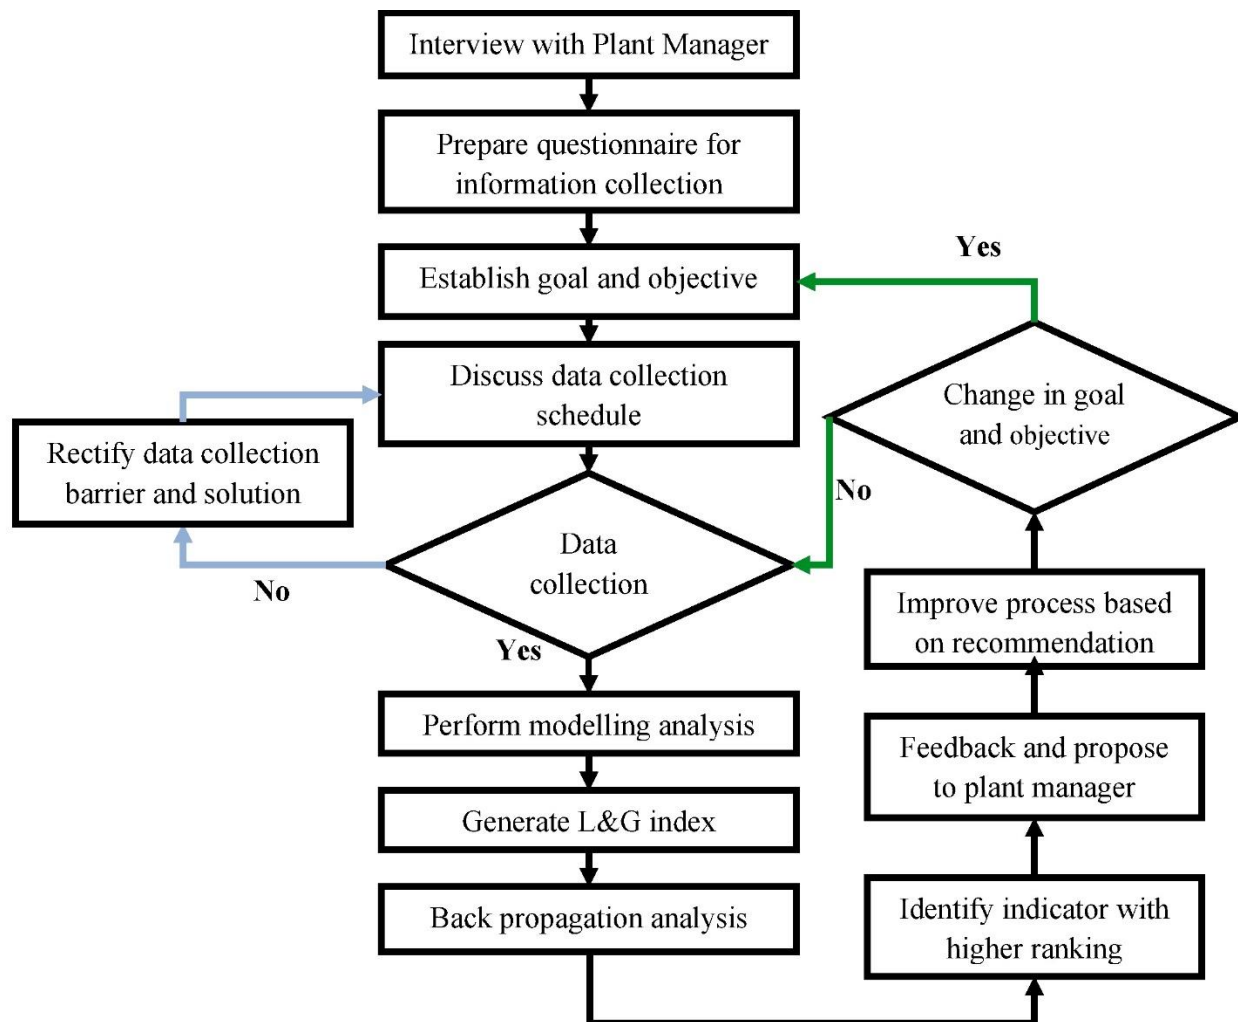 Interview with Plant Manager
Prepare questionnaire for
information collection
Establish goal and objective
Yes
Discuss data collection
schedule
Change in goal
and objective
Rectify data collection
barrier and solution
No
Data
collection
No
Yes
Improve process based
on recommendation
Perform modelling analysis
Feedback and propose
to plant manager
Generate L&G index
Back propagation analysis
Identify indicator with
higher ranking